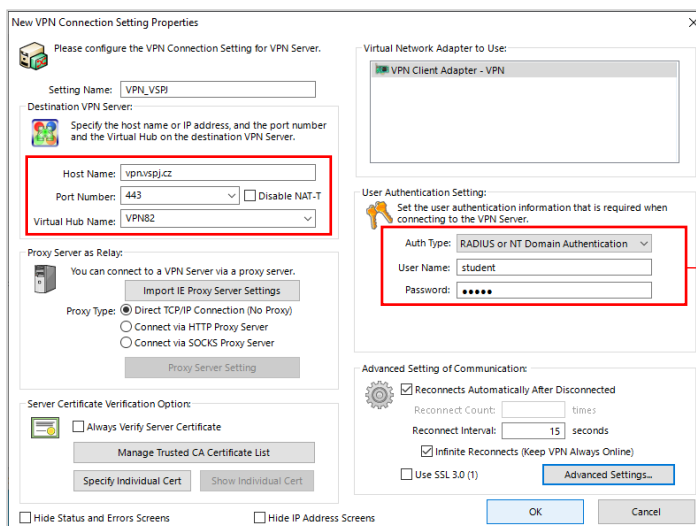 New VPN Connection Setting Properties
Please configure the VPN Connection Setting for VPN Server.
Setting Name: VPN_VSPJ
Destination VPN Server:
Specify the host name or IP address, and the port number
and the Virtual Hub on the destination VPN Server.
Host Name: vpn.vspj.cz
Port Number: 443 Disable NAT-T
Virtual Hub Name: VPN82
Proxy Server as Relay:
You can connect to a VPN Server via a proxy server.
Import IE Proxy Server Settings
Proxy Type: Direct TCP/IP Connection (No Proxy)
Connect via HTTP Proxy Server
Connect via SOCKS Proxy Server
Proxy Server Setting
Server Certificate Verification Option:
Always Verify Server Certificate
Manage Trusted CA Certificate List
Specify Individual Cert Show Individual Cert
Hide Status and Errors Screens Hide IP Address Screens
Virtual Network Adapter to Use:
VPN Client Adapter - VPN
User Authentication Setting:
Set the user authentication information that is required when
connecting to the VPN Server.
Auth Type: RADIUS or NT Domain Authentication
User Name: student
Password: •••••
Advanced Setting of Communication:
Reconnects Automatically After Disconnected
Reconnect Count: times
Reconnect Interval: 15 seconds
Infinite Reconnects (Keep VPN Always Online)
Use SSL 3.0 (1) Advanced Settings...
OK Cancel